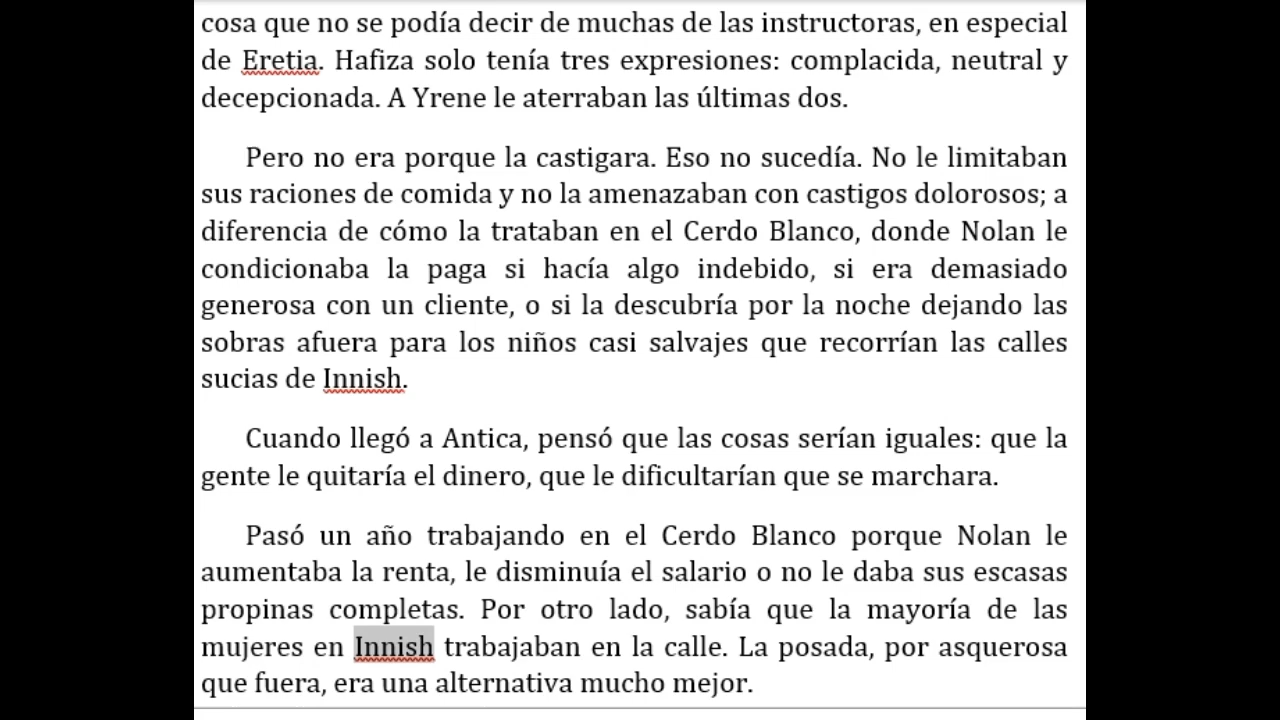 cosa que no se podía decir de muchas de las instructoras, en especial
de Eretia. Hafiza solo tenía tres expresiones: complacida, neutral y
decepcionada. A Yrene le aterraban las últimas dos.
Pero no era porque la castigara. Eso no sucedía. No le limitaban
sus raciones de comida y no la amenazaban con castigos dolorosos; a
diferencia de cómo la trataban en el Cerdo Blanco, donde Nolan le
condicionaba la paga si hacía algo indebido, si era demasiado
generosa con un cliente, o si la descubría por la noche dejando las
sobras afuera para los niños casi salvajes que recorrían las calles
sucias de Innish.
Cuando llegó a Antica, pensó que las cosas serían iguales: que la
gente le quitaría el dinero, que le dificultarían que se marchara.
Pasó un año trabajando en el Cerdo Blanco porque Nolan le
aumentaba la renta, le disminuía el salario o no le daba sus escasas
propinas completas. Por otro lado, sabía que la mayoría de las
mujeres en Innish trabajaban en la calle. La posada, por asquerosa
que fuera, era una alternativa mucho mejor.